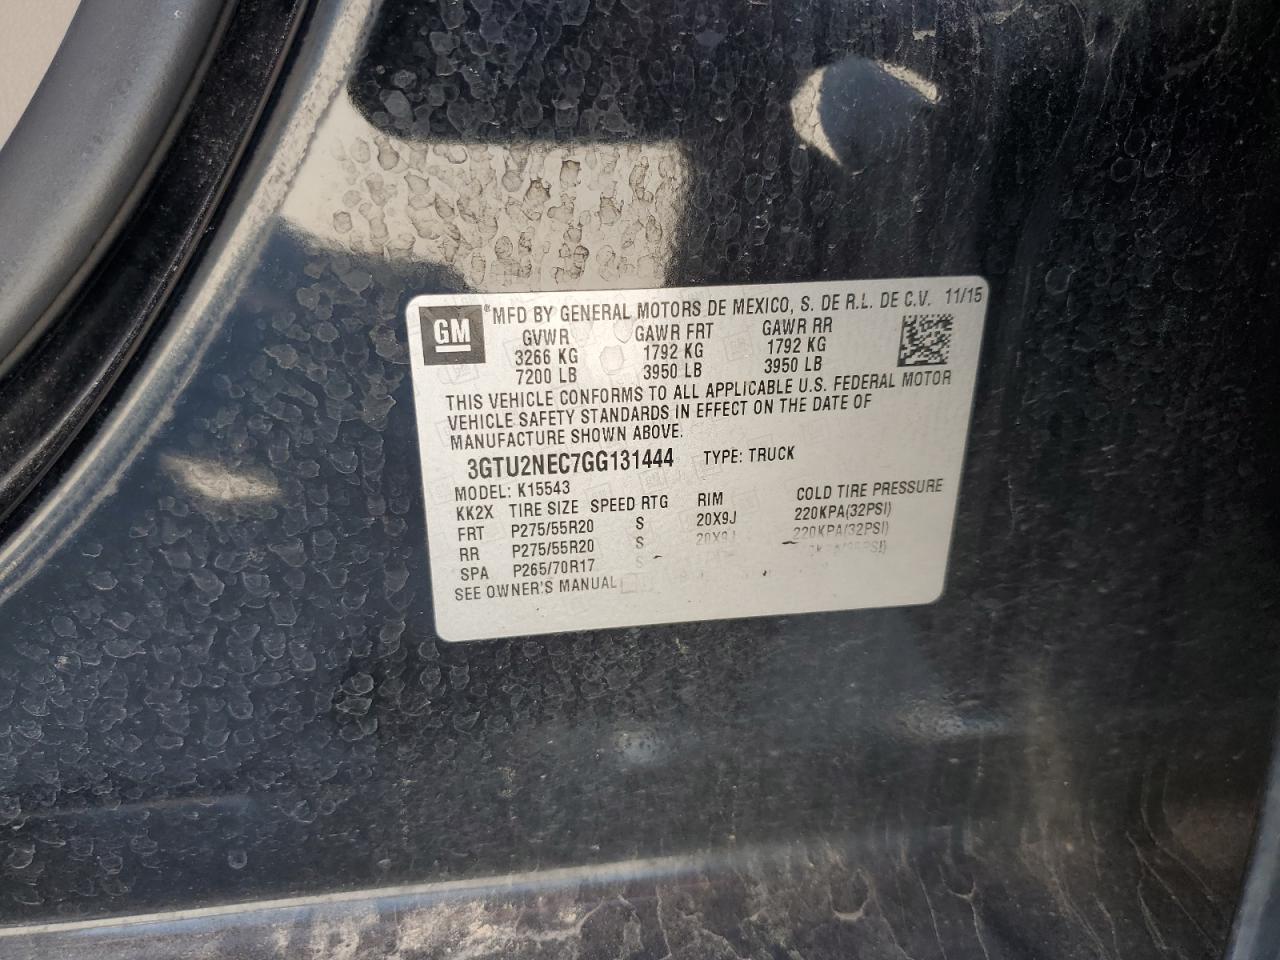 GM
® MFD BY GENERAL MOTORS DE MEXICO, S. DE R.L. DE C.V. 11/15
GVWR GAWR FRT GAWR RR
3266 KG 1792 KG 1792 KG
7200 LB 3950 LB 3950 LB
THIS VEHICLE CONFORMS TO ALL APPLICABLE U.S. FEDERAL MOTOR
VEHICLE SAFETY STANDARDS IN EFFECT ON THE DATE OF
MANUFACTURE SHOWN ABOVE.
3GTU2NEC7GG131444 TYPE: TRUCK
MODEL: K15543
KK2X TIRE SIZE SPEED RTG RIM COLD TIRE PRESSURE
FRT P275/55R20 S 20X9J 220KPA(32PSI)
RR P275/55R20 S 20X9J 220KPA(32PSI)
SPA P265/70R17 S
SEE OWNER'S MANUAL